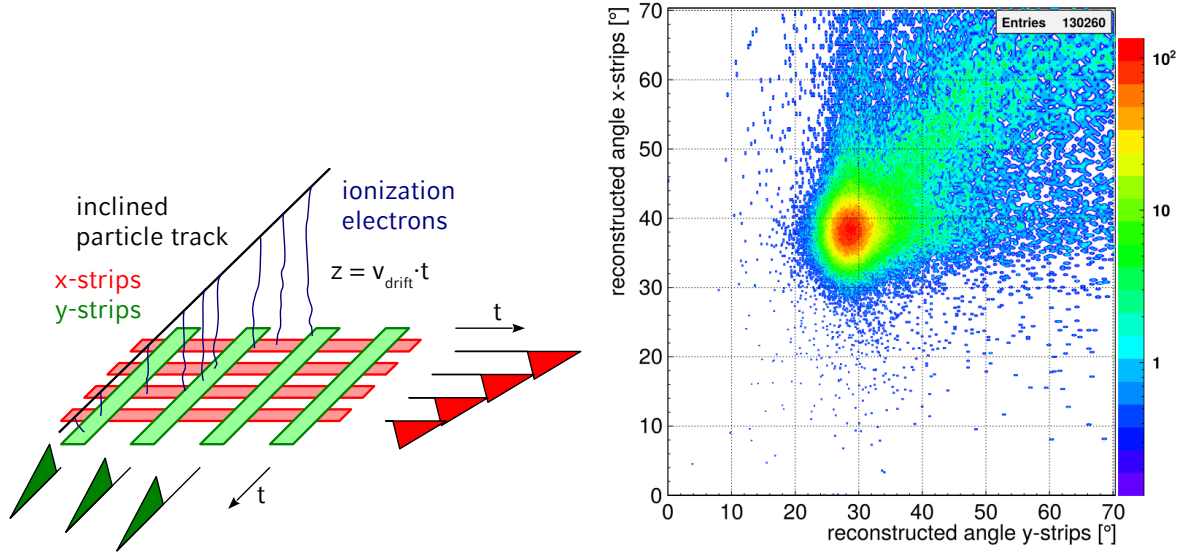 inclined
particle track
x-strips
y-strips
ionization
electrons
z = v_drift·t
t
t
reconstructed angle x-strips [°]
70
60
50
40
30
20
10
0
Entries 130260
10²
10
1
0 10 20 30 40 50 60 70
reconstructed angle y-strips [°]